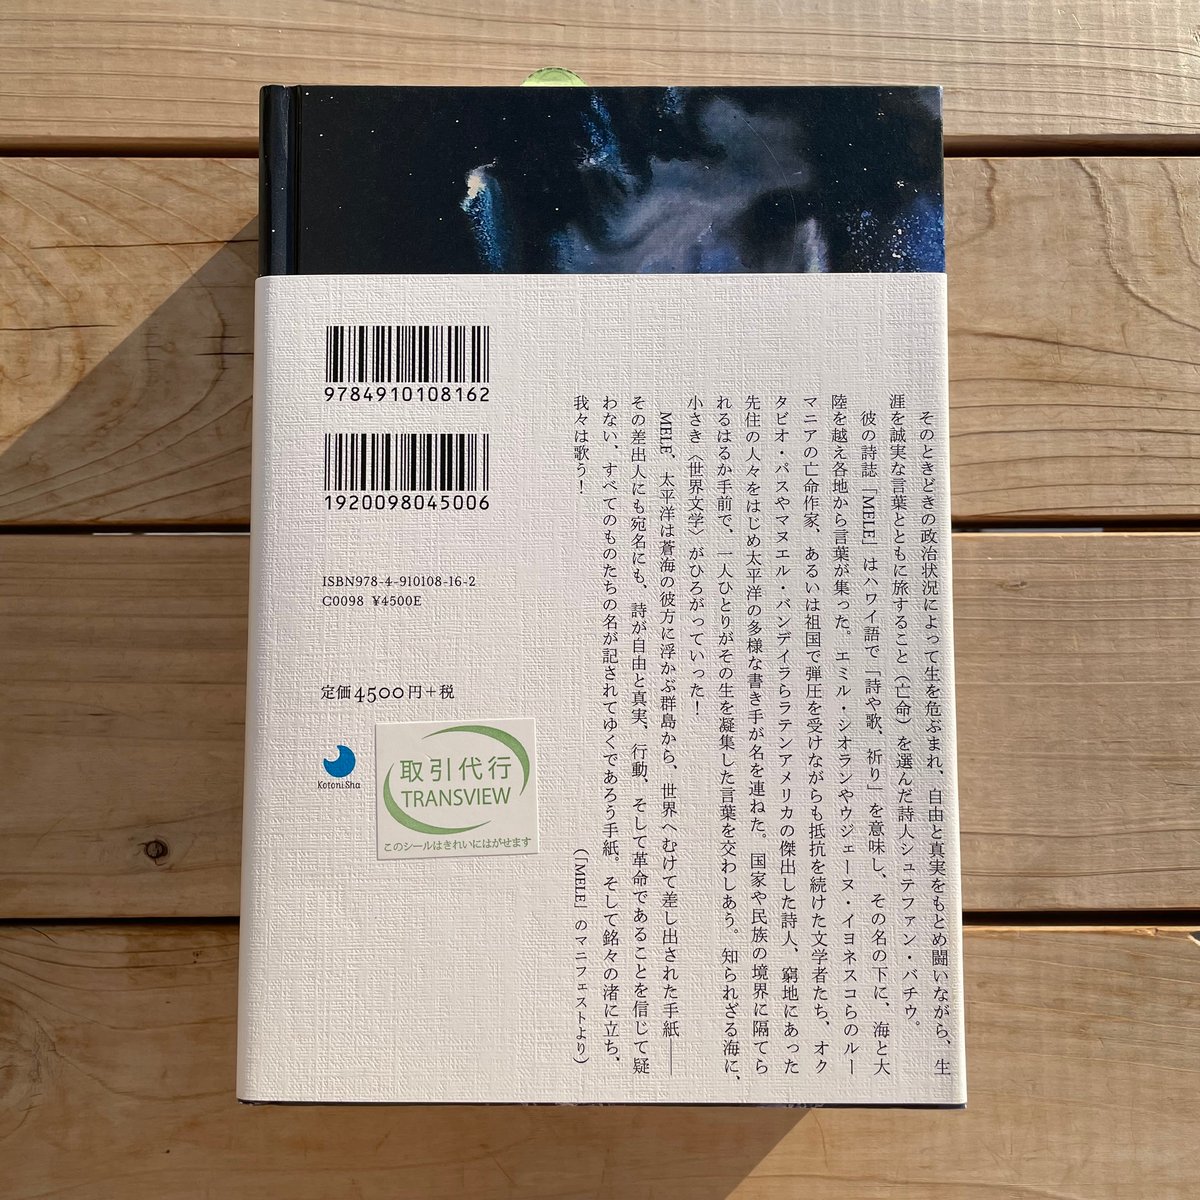 そのときどきの政治状況によって生を危ぶまれ、自由と真実をもとめ闘いながら、生
涯を誠実な言葉とともに旅すること（亡命）を選んだ詩人シュテファン・バチウ。
彼の詩誌「MELE」はハワイ語で「詩や歌、祈り」を意味し、その名の下に、海と大
陸を越え各地から言葉が集った。エミル・シオランやウジェーヌ・イヨネスコらのルー
マニアの亡命作家、あるいは祖国で弾圧を受けながらも抵抗を続けた文学者たち、オク
タビオ・パスやマヌエル・バンデイラらラテンアメリカの傑出した詩人、窮地にあった
先住の人々をはじめ太平洋の多様な書き手が名を連ねた。国家や民族の境界に隔てら
れるはるか手前で、一人ひとりがその生を凝集した言葉を交わしあう。知られざる海に、
小さき〈世界文学〉がひろがっていった！
MELE、太平洋は蒼海の彼方に浮かぶ群島から、世界へむけて差し出された手紙――
その差出人にも宛名にも、詩が自由と真実、行動、そして革命であることを信じて疑
わない、すべてのものたちの名が記されてゆくであろう手紙。そして銘々の渚に立ち、
我々は歌う！
（「MELE」のマニフェストより）
9784910108162
1920098045006
ISBN978-4-910108-16-2
C0098 ¥4500E
定価4500円＋税
KotoniSha
取引代行
TRANSVIEW
このシールはきれいにはがせます